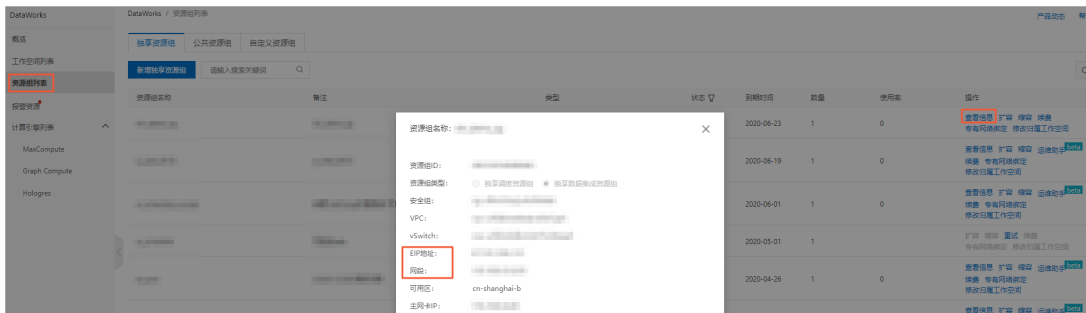 DataWorks
DataWorks / 资源组列表
产品动态
概览
独享资源组 公共资源组 自定义资源组
工作空间列表
新增独享资源组 请输入搜索关键词
资源组列表
资源组名称 备注 类型 状态 到期时间 数量 使用率 操作
报警资源
计算引擎列表
MaxCompute
Graph Compute
Hologres
2020-06-23 1 0 查看信息 扩容 缩容 续费
专有网络绑定 修改归属工作空间
2020-06-19 1 0 查看信息 扩容 缩容 运维助手 beta
续费 专有网络绑定
修改归属工作空间
2020-06-01 1 0 查看信息 扩容 缩容 运维助手 beta
续费 专有网络绑定
修改归属工作空间
2020-05-01 1 扩容 缩容 重试 续费
专有网络绑定 修改归属工作空间
2020-04-26 1 0 查看信息 扩容 缩容 运维助手 beta
续费 专有网络绑定
修改归属工作空间
查看信息 扩容 缩容 运维助手 beta
资源组名称:
资源组ID:
资源组类型: 独享调度资源组 独享数据集成资源组
安全组:
VPC:
vSwitch:
EIP地址:
网段:
可用区: cn-shanghai-b
主网卡IP: